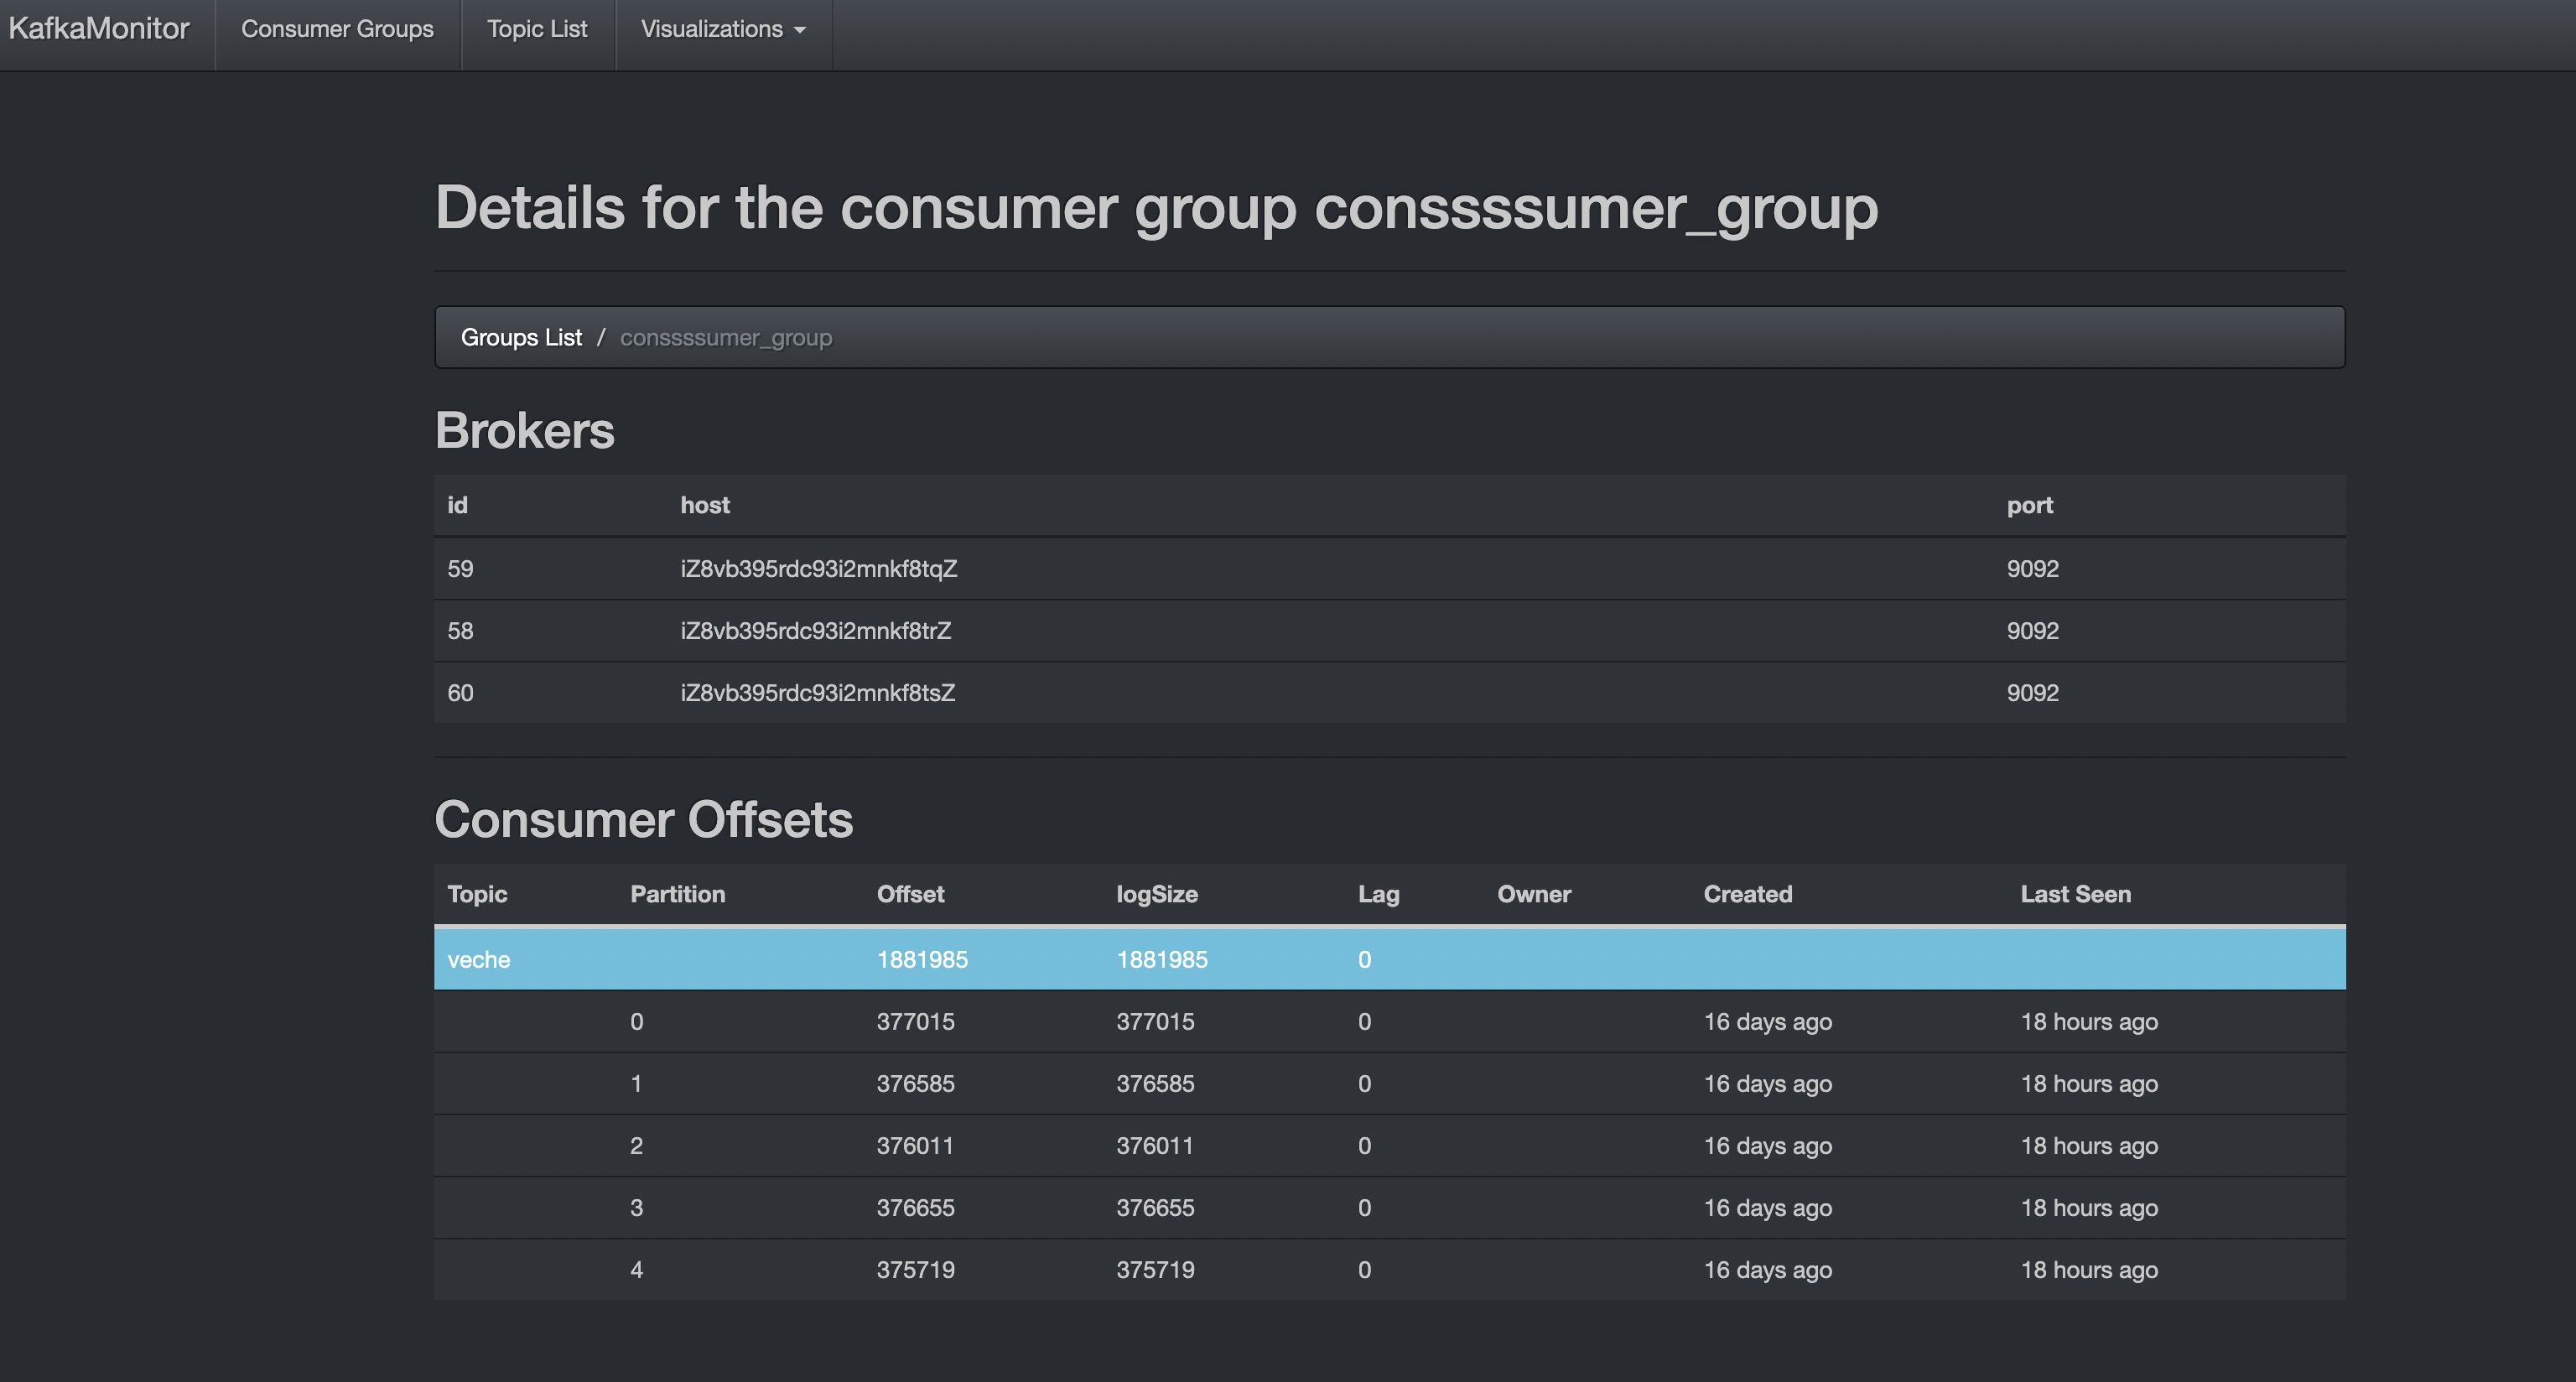 KafkaMonitor Consumer Groups Topic List Visualizations
Details for the consumer group conssssumer_group
Groups List / conssssumer_group
Brokers
id host port
59 iZ8vb395rdc93i2mnkf8tqZ 9092
58 iZ8vb395rdc93i2mnkf8trZ 9092
60 iZ8vb395rdc93i2mnkf8tsZ 9092
Consumer Offsets
Topic Partition Offset logSize Lag Owner Created Last Seen
veche 1881985 1881985 0
0 377015 377015 0 16 days ago 18 hours ago
1 376585 376585 0 16 days ago 18 hours ago
2 376011 376011 0 16 days ago 18 hours ago
3 376655 376655 0 16 days ago 18 hours ago
4 375719 375719 0 16 days ago 18 hours ago